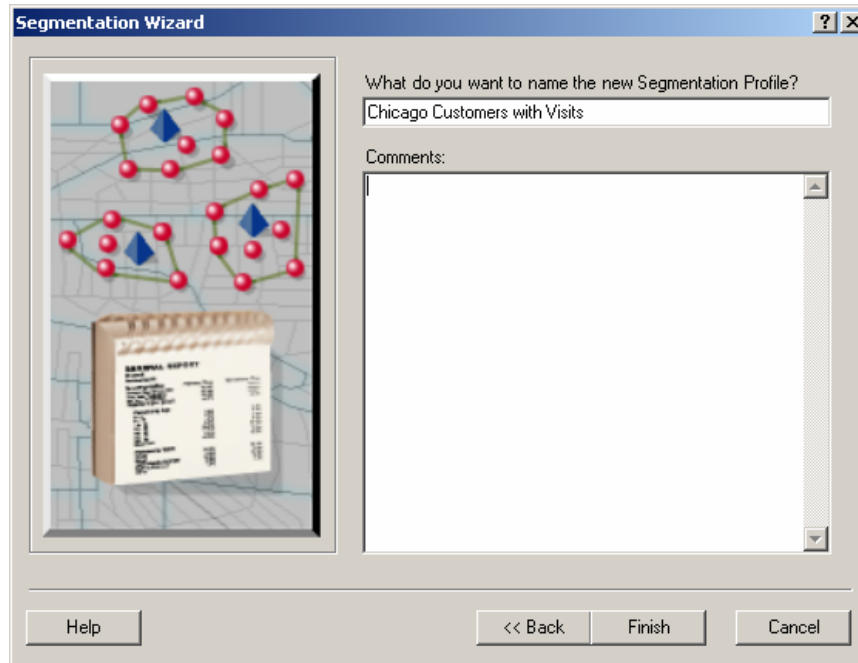 Segmentation Wizard
What do you want to name the new Segmentation Profile?
Chicago Customers with Visits
Comments:
Help
<< Back
Finish
Cancel